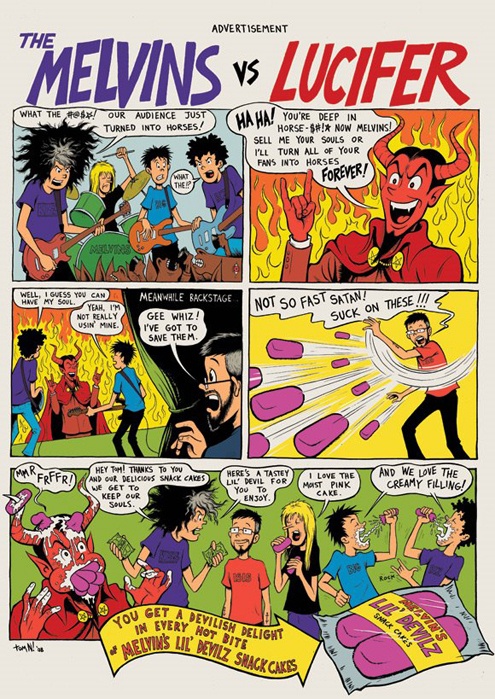 ADVERTISEMENT
THE
MELVINS VS LUCIFER
WHAT THE #@$*! OUR AUDIENCE JUST
TURNED INTO HORSES!
WHAT
THE!?
MELVINS
HA HA! YOU'RE DEEP IN
HORSE-$#!* NOW MELVINS!
SELL ME YOUR SOULS OR
I'LL TURN ALL OF YOUR
FANS INTO HORSES
FOREVER!
WELL, I GUESS YOU CAN
HAVE MY SOUL.
YEAH, I'M
NOT REALLY
USIN' MINE.
MEANWHILE BACKSTAGE..
GEE WHIZ!
I'VE GOT TO
SAVE THEM.
NOT SO FAST SATAN!
SUCK ON THESE!!!
MMR
FRFFR!
HEY TOM! THANKS TO YOU
AND OUR DELICIOUS SNACK CAKES
WE GET TO
KEEP OUR
SOULS.
HERE'S A TASTEY
LIL' DEVIL FOR
YOU TO
ENJOY.
I LOVE THE
MOIST PINK
CAKE.
AND WE LOVE THE
CREAMY FILLING!
ROCK
MELVIN'S
LIL' DEVILZ
SNACK CAKES
YOU GET A DEVILISH DELIGHT
IN EVERY HOT BITE
OF MELVIN'S LIL' DEVILZ SNACK CAKES
TOM N!